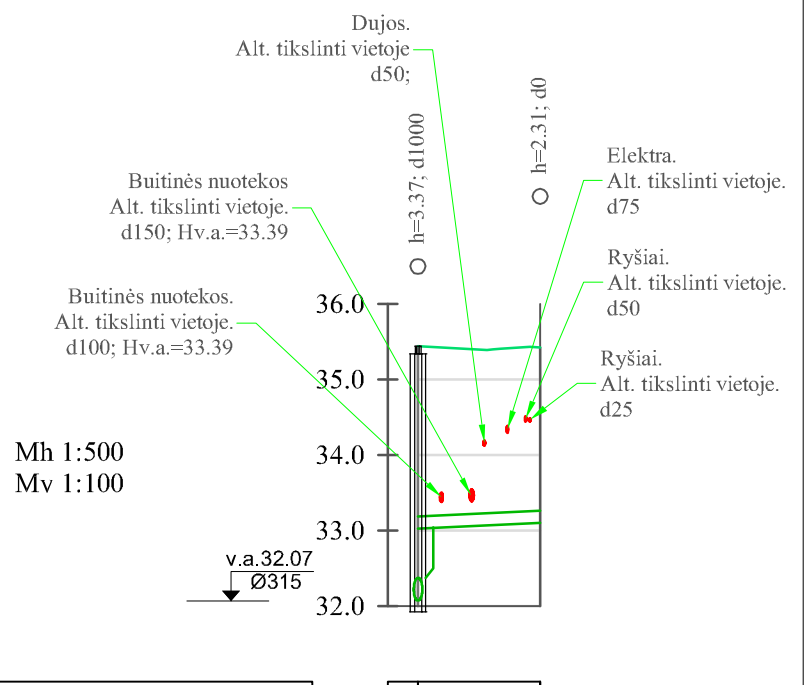 Dujos.
Alt. tikslinti vietoje
d50;
h=3.37; d1000
h=2.31; d0
Elektra.
Alt. tikslinti vietoje.
d75
Buitinės nuotekos
Alt. tikslinti vietoje.
d150; Hv.a.=33.39
Ryšiai.
Alt. tikslinti vietoje.
d50
Buitinės nuotekos.
Alt. tikslinti vietoje.
d100; Hv.a.=33.39
Ryšiai.
Alt. tikslinti vietoje.
d25
36.0
35.0
34.0
33.0
32.0
Mh 1:500
Mv 1:100
v.a.32.07
Ø315